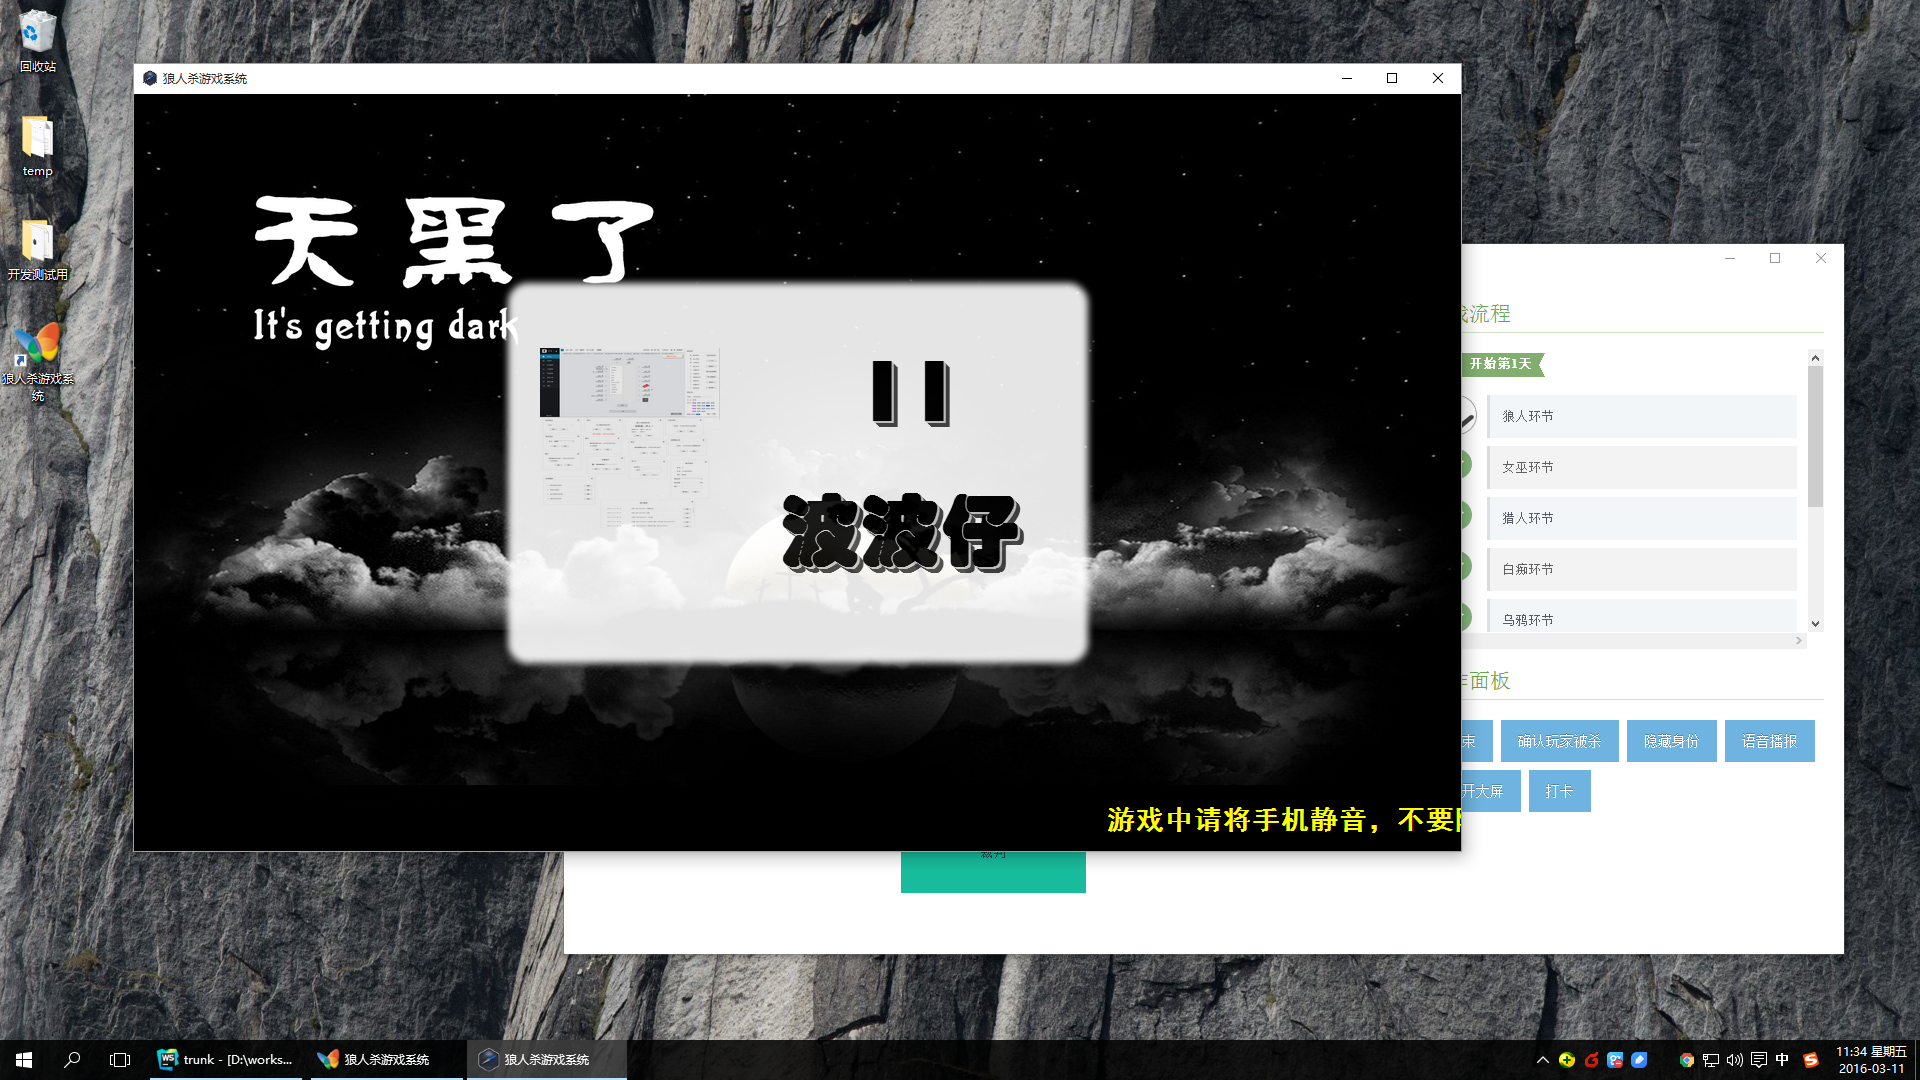 回收站
temp
开发测试用
狼人杀游戏系
统
狼人杀游戏系统
天黑了
It's getting dark
11
波波仔
游戏中请将手机静音，不要
戏流程
开始第1天
狼人环节
女巫环节
猎人环节
白痴环节
乌鸦环节
作面板
束
确认玩家被杀
隐藏身份
语音播报
开大屏
打卡
裁判
trunk - [D:\works...
狼人杀游戏系统
狼人杀游戏系统
中
11:34 星期五
2016-03-11